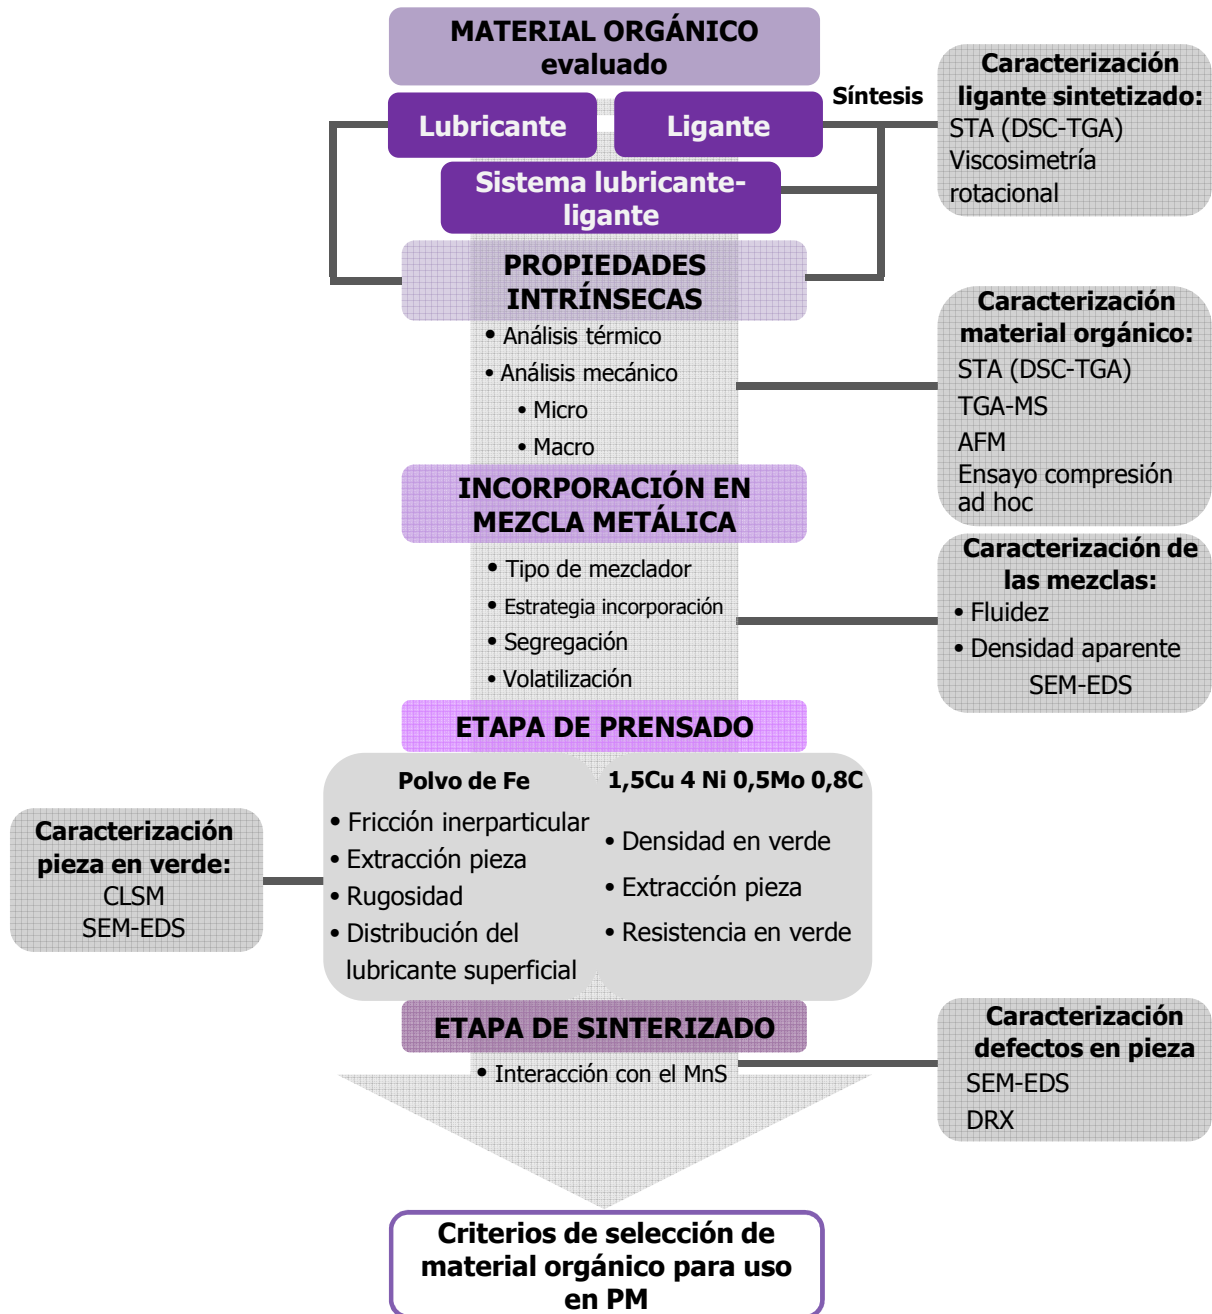 MATERIAL ORGÁNICO
evaluado
Lubricante
Ligante
Síntesis
Sistema lubricante-
ligante
Caracterización
ligante sintetizado:
STA (DSC-TGA)
Viscosimetría
rotacional
PROPIEDADES
INTRÍNSECAS
• Análisis térmico
• Análisis mecánico
• Micro
• Macro
Caracterización
material orgánico:
STA (DSC-TGA)
TGA-MS
AFM
Ensayo compresión
ad hoc
INCORPORACIÓN EN
MEZCLA METÁLICA
• Tipo de mezclador
• Estrategia incorporación
• Segregación
• Volatilización
Caracterización de
las mezclas:
• Fluidez
• Densidad aparente
SEM-EDS
ETAPA DE PRENSADO
Polvo de Fe
• Fricción inerparticular
• Extracción pieza
• Rugosidad
• Distribución del
lubricante superficial
1,5Cu 4 Ni 0,5Mo 0,8C
• Densidad en verde
• Extracción pieza
• Resistencia en verde
Caracterización
pieza en verde:
CLSM
SEM-EDS
ETAPA DE SINTERIZADO
• Interacción con el MnS
Caracterización
defectos en pieza
SEM-EDS
DRX
Criterios de selección de
material orgánico para uso
en PM